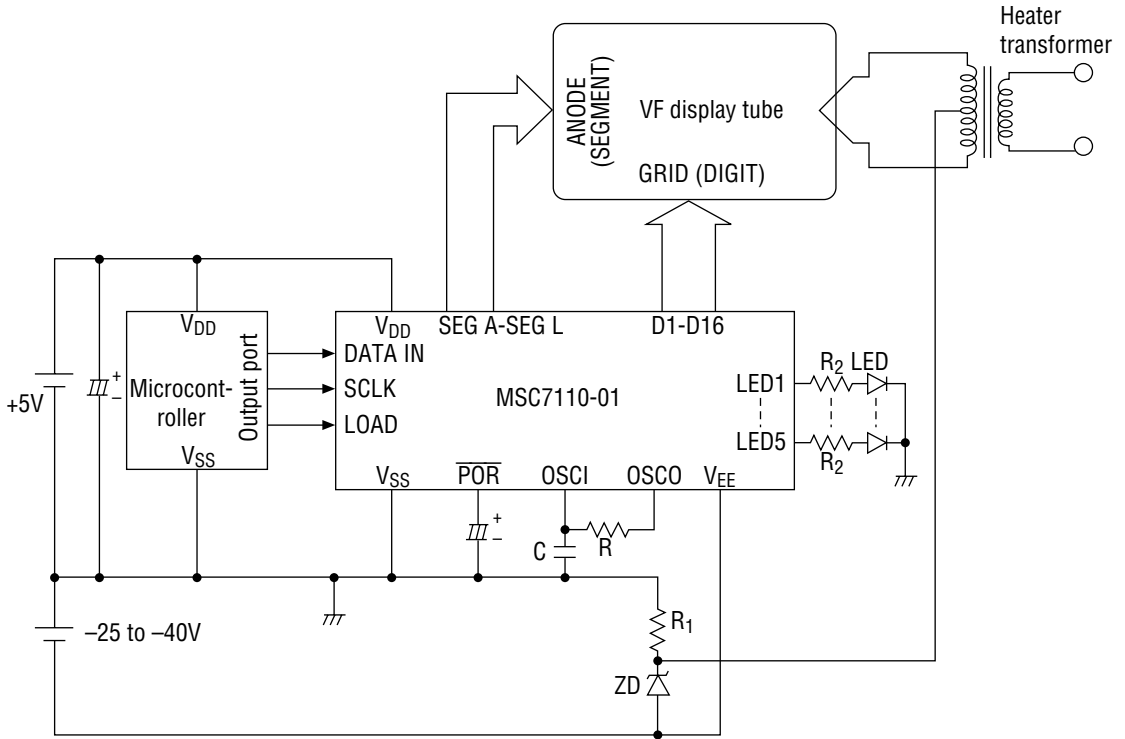 Heater
transformer
ANODE
(SEGMENT)
VF display tube
GRID (DIGIT)
VDD
VDD
SEG A-SEG L
D1-D16
Output port
DATA IN
SCLK
LOAD
Microcont-
roller
MSC7110-01
LED1
R2
LED
LED5
R2
+5V
+
–
VSS
VSS
POR
OSCI
OSCO
VEE
+
–
C
R
–25 to –40V
R1
ZD